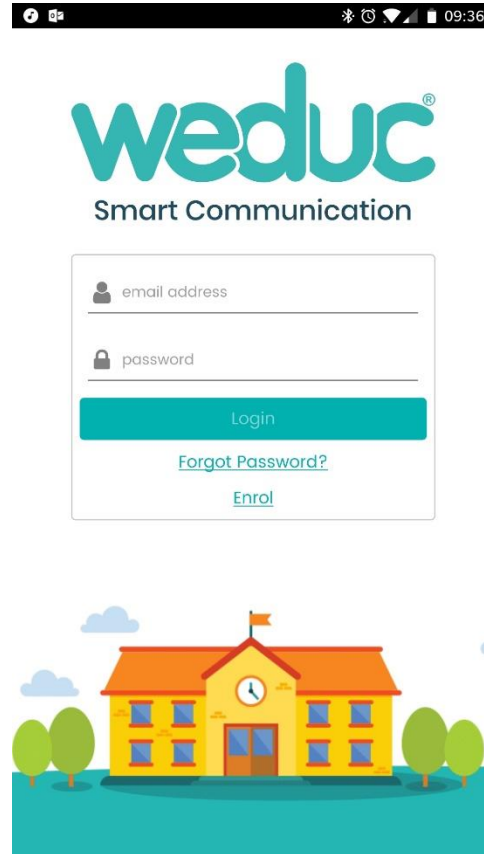 09:36
weduc®
Smart Communication
email address
password
Login
Forgot Password?
Enrol